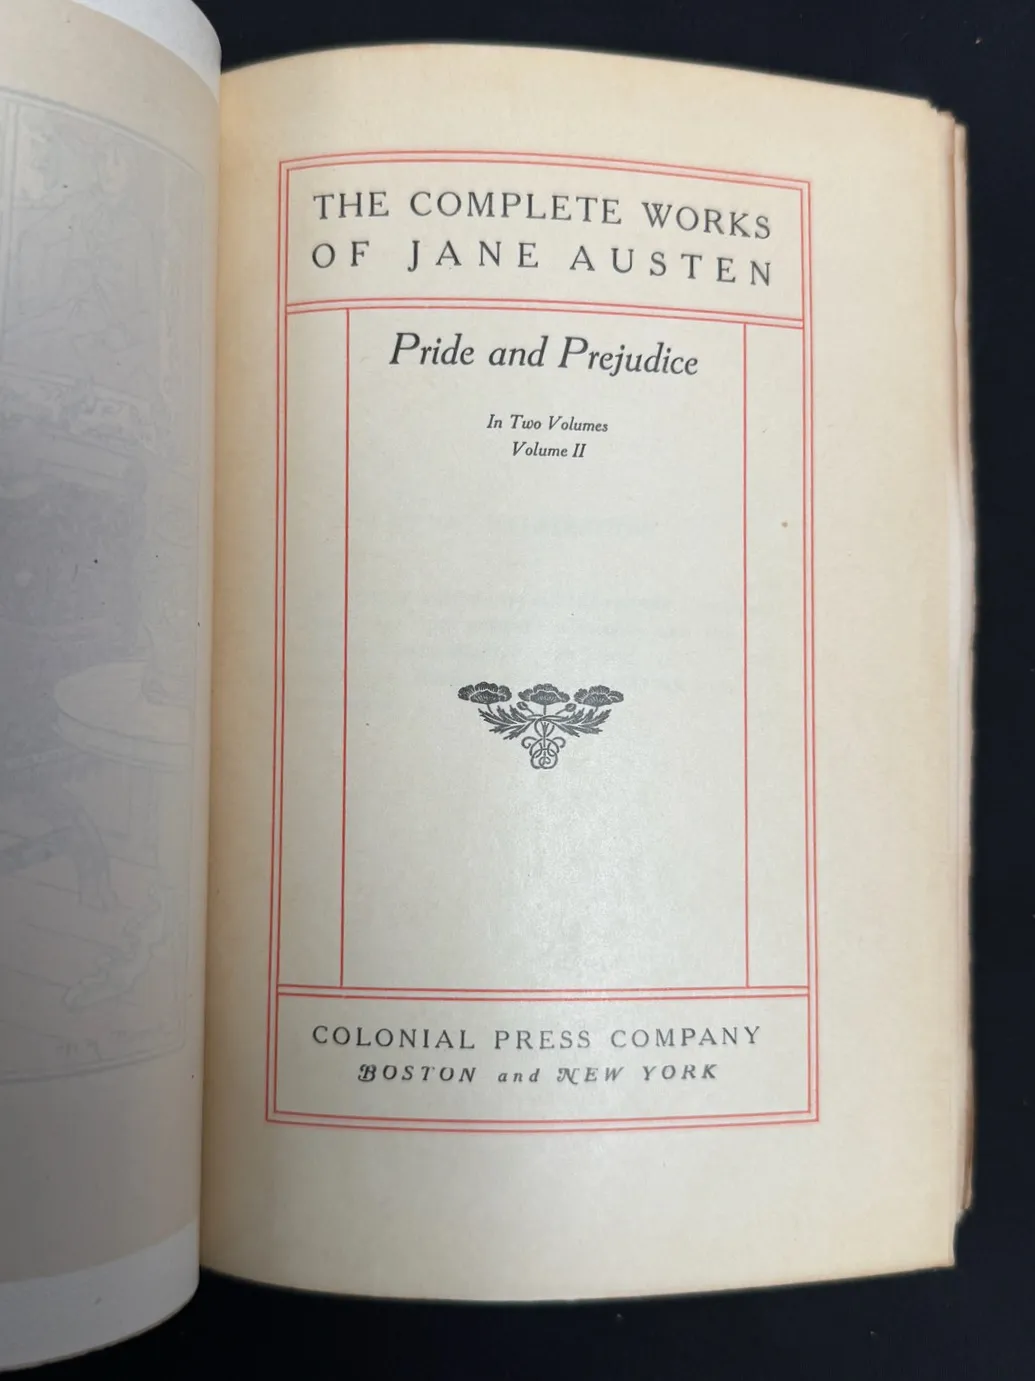 THE COMPLETE WORKS
OF JANE AUSTEN
Pride and Prejudice
In Two Volumes
Volume II
COLONIAL PRESS COMPANY
BOSTON and NEW YORK